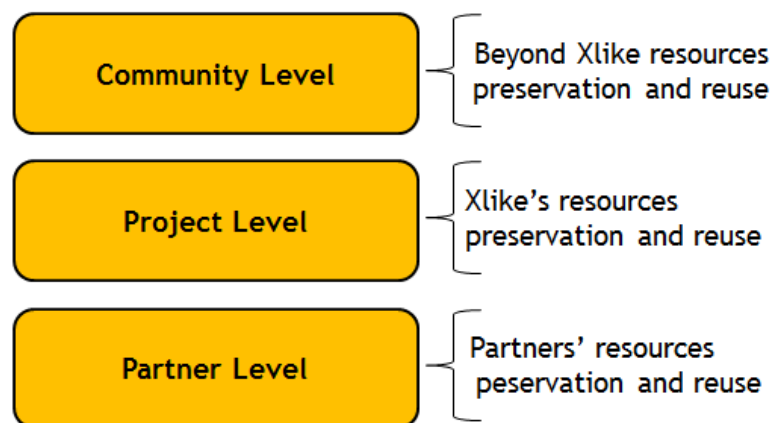 Community Level
Beyond Xlike resources
preservation and reuse
Project Level
Xlike's resources
preservation and reuse
Partner Level
Partners' resources
peservation and reuse